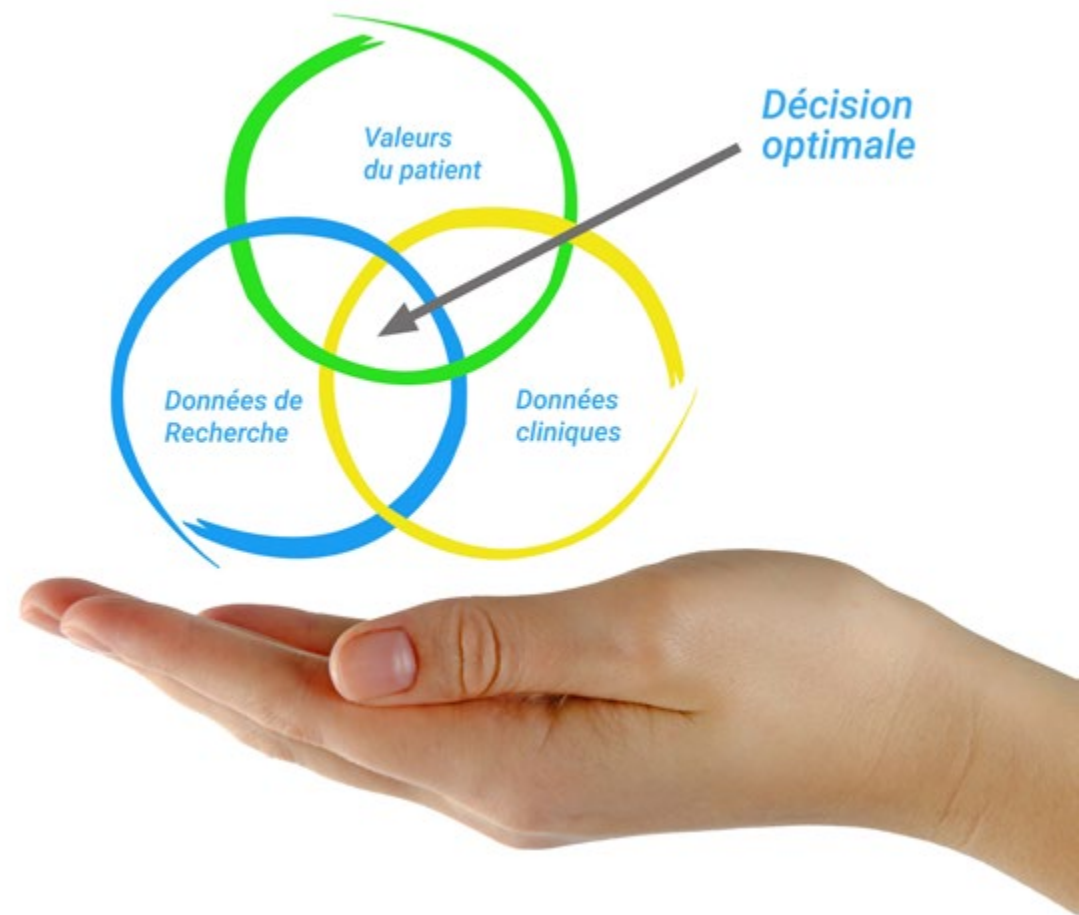 Valeurs
du patient
Décision
optimale
Données de
Recherche
Données
cliniques